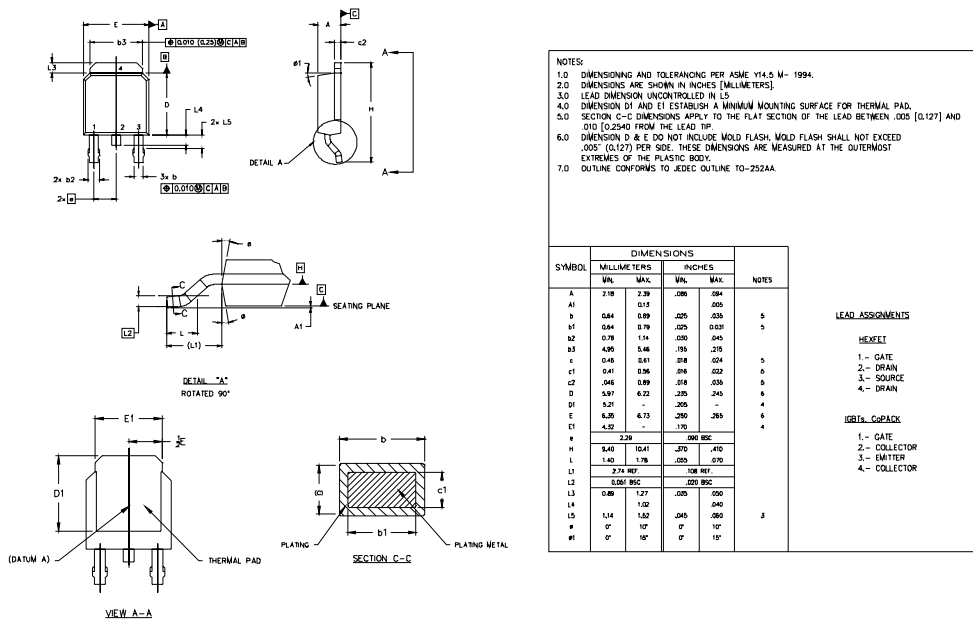 E
A
b3
⌖ 0.010 (0.25) Ⓜ C A B
L3
4
B
D
L4
2x L5
1 2 3
2x b2
3x b
⌖ 0.010 Ⓜ C A B
2x e
C
A
c2
A
ø1
H
DETAIL A
A
ø
C
C
H
C
SEATING PLANE
L2
L
ø
A1
(L1)
DETAIL "A"
ROTATED 90°
E1
D1
(DATUM A)
THERMAL PAD
VIEW A-A
b
(c)
c1
b1
PLATING
PLATING METAL
SECTION C-C
NOTES:
1.0 DIMENSIONING AND TOLERANCING PER ASME Y14.5 M- 1994.
2.0 DIMENSIONS ARE SHOWN IN INCHES [MILLIMETERS].
3.0 LEAD DIMENSION UNCONTROLLED IN L5
4.0 DIMENSION D1 AND E1 ESTABLISH A MINIMUM MOUNTING SURFACE FOR THERMAL PAD.
5.0 SECTION C-C DIMENSIONS APPLY TO THE FLAT SECTION OF THE LEAD BETWEEN .005 [0.127] AND
.010 [0.2540 FROM THE LEAD TIP.
6.0 DIMENSION D & E DO NOT INCLUDE MOLD FLASH. MOLD FLASH SHALL NOT EXCEED
.005" (0.127) PER SIDE. THESE DIMENSIONS ARE MEASURED AT THE OUTERMOST
EXTREMES OF THE PLASTIC BODY.
7.0 OUTLINE CONFORMS TO JEDEC OUTLINE TO-252AA.
DIMENSIONS
SYMBOL MILLIMETERS INCHES NOTES
MIN. MAX. MIN. MAX.
A 2.18 2.39 .086 .094
A1 0.13 .005
b 0.64 0.89 .025 .035 5
b1 0.64 0.79 .025 0.031 5
b2 0.78 1.14 .030 .045
b3 4.95 5.46 .195 .215
c 0.46 0.61 .018 .024 5
c1 0.41 0.56 .016 .022 5
c2 .046 0.89 .018 .035 5
D 5.97 6.22 .235 .245 6
D1 5.21 - .205 - 4
E 6.35 6.73 .250 .265 6
E1 4.32 - .170 4
e 2.29 .090 BSC
H 9.40 10.41 .370 .410
L 1.40 1.78 .055 .070
L1 2.74 REF. .108 REF.
L2 0.051 BSC .020 BSC
L3 0.89 1.27 .035 .050
L4 1.02 .040
L5 1.14 1.52 .045 .060 3
ø 0° 10° 0° 10°
ø1 0° 15° 0° 15°
LEAD ASSIGNMENTS
HEXFET
1.- GATE
2.- DRAIN
3.- SOURCE
4.- DRAIN
IGBTs, CoPACK
1.- GATE
2.- COLLECTOR
3.- EMITTER
4.- COLLECTOR